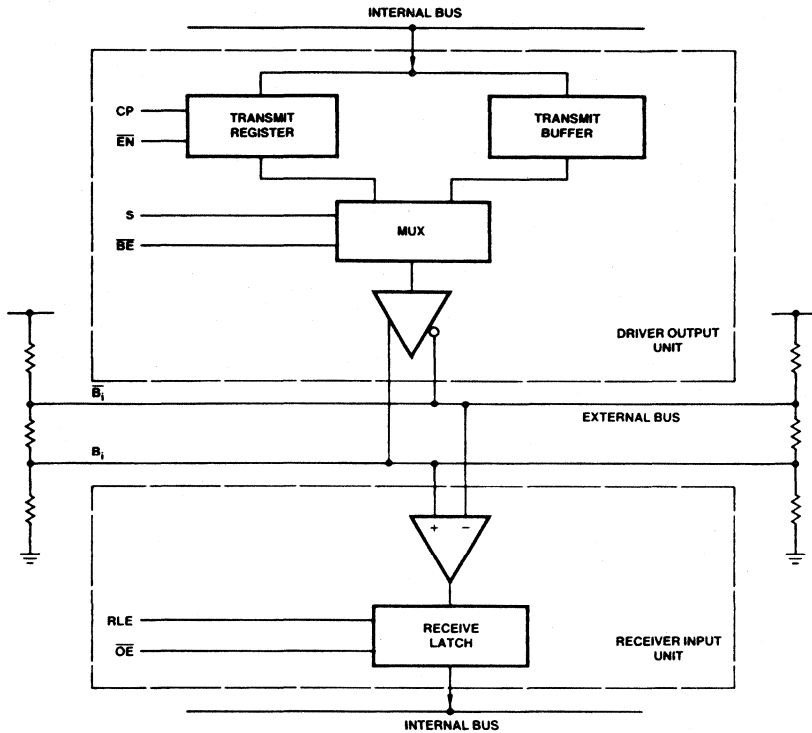 INTERNAL BUS
CP
EN
TRANSMIT
REGISTER
TRANSMIT
BUFFER
S
BE
MUX
DRIVER OUTPUT
UNIT
B̅i
EXTERNAL BUS
Bi
+ −
RLE
OE
RECEIVE
LATCH
RECEIVER INPUT
UNIT
INTERNAL BUS